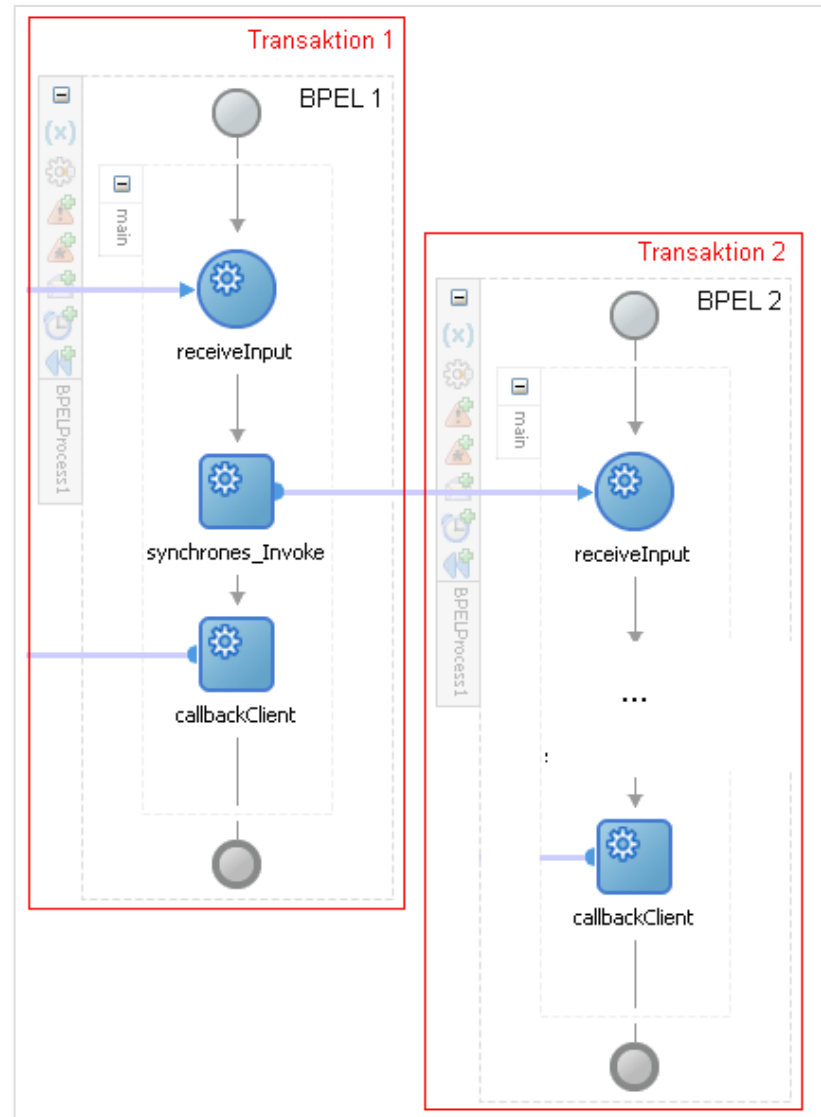 Transaktion 1
BPEL 1
(x)
main
receiveInput
synchrones_Invoke
callbackClient
BPELProcess1
Transaktion 2
BPEL 2
(x)
main
receiveInput
...
:
callbackClient
BPELProcess1